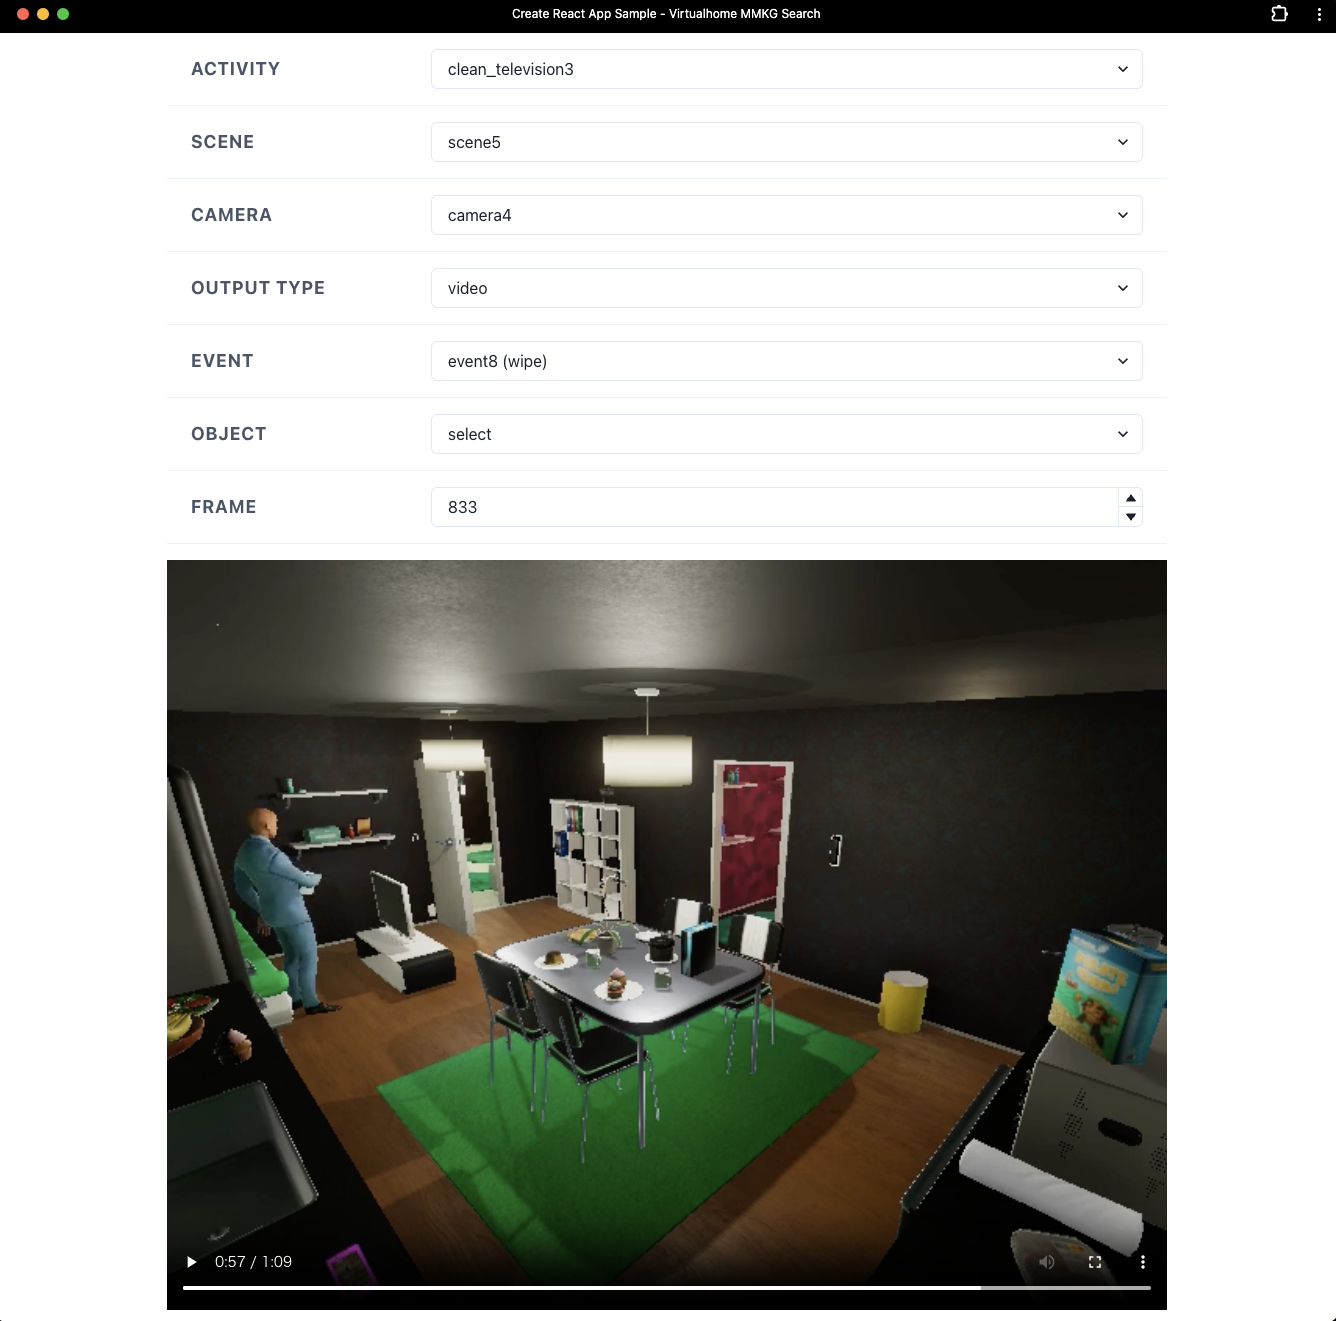 Create React App Sample - Virtualhome MMKG Search
ACTIVITY
clean_television3
SCENE
scene5
CAMERA
camera4
OUTPUT TYPE
video
EVENT
event8 (wipe)
OBJECT
select
FRAME
833
0:57 / 1:09